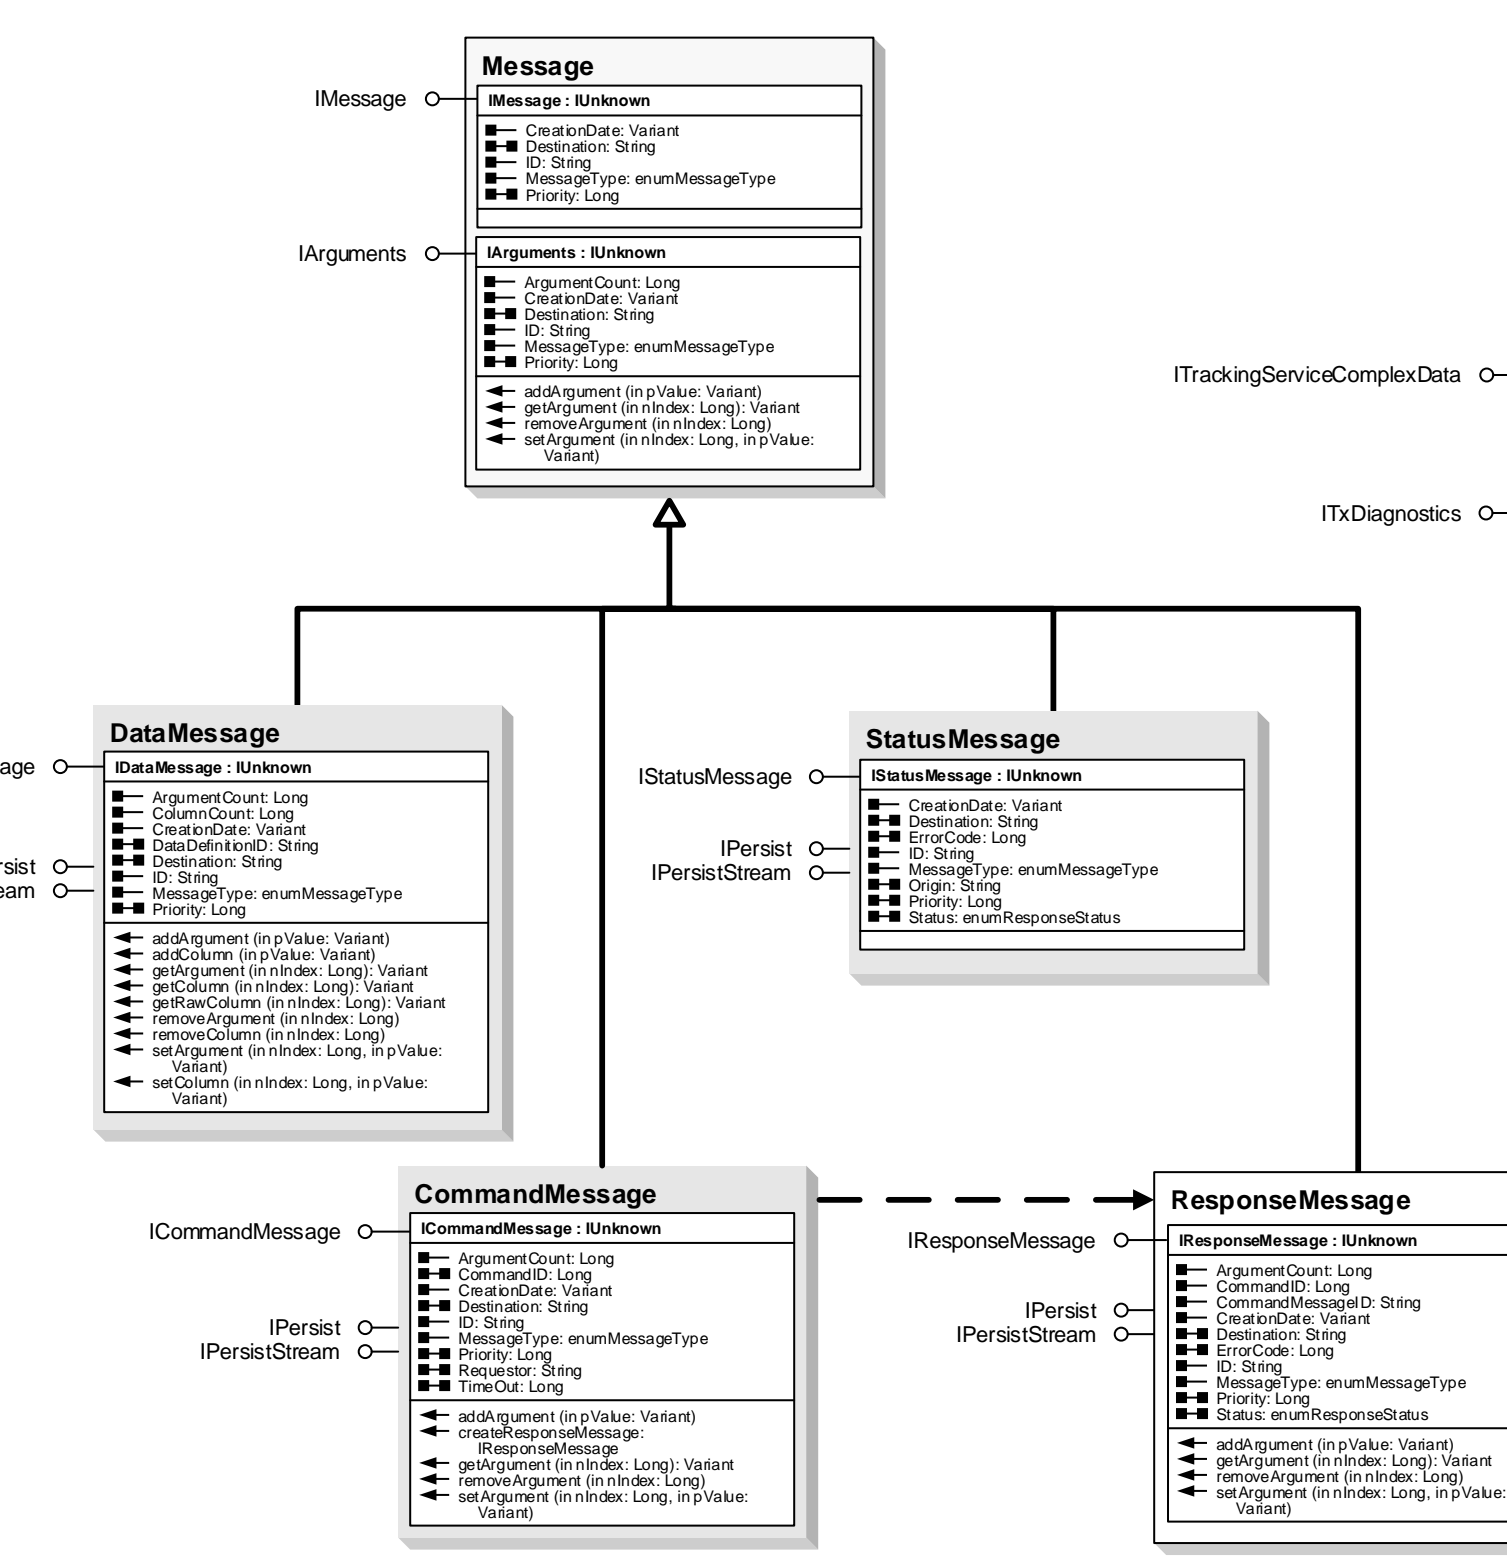 Message
IMessage
IMessage : IUnknown
CreationDate: Variant
Destination: String
ID: String
MessageType: enumMessageType
Priority: Long
IArguments
IArguments : IUnknown
ArgumentCount: Long
CreationDate: Variant
Destination: String
ID: String
MessageType: enumMessageType
Priority: Long
addArgument (in pValue: Variant)
getArgument (in nIndex: Long): Variant
removeArgument (in nIndex: Long)
setArgument (in nIndex: Long, in pValue:
Variant)
ITrackingServiceComplexData
ITxDiagnostics
DataMessage
age
IDataMessage : IUnknown
ArgumentCount: Long
ColumnCount: Long
CreationDate: Variant
DataDefinitionID: String
Destination: String
ID: String
MessageType: enumMessageType
Priority: Long
rsist
eam
addArgument (in pValue: Variant)
addColumn (in pValue: Variant)
getArgument (in nIndex: Long): Variant
getColumn (in nIndex: Long): Variant
getRawColumn (in nIndex: Long): Variant
removeArgument (in nIndex: Long)
removeColumn (in nIndex: Long)
setArgument (in nIndex: Long, in pValue:
Variant)
setColumn (in nIndex: Long, in pValue:
Variant)
StatusMessage
IStatusMessage
IStatusMessage : IUnknown
CreationDate: Variant
Destination: String
ErrorCode: Long
ID: String
MessageType: enumMessageType
Origin: String
Priority: Long
Status: enumResponseStatus
IPersist
IPersistStream
CommandMessage
ICommandMessage
ICommandMessage : IUnknown
ArgumentCount: Long
CommandID: Long
CreationDate: Variant
Destination: String
ID: String
MessageType: enumMessageType
Priority: Long
Requestor: String
TimeOut: Long
IPersist
IPersistStream
addArgument (in pValue: Variant)
createResponseMessage:
IResponseMessage
getArgument (in nIndex: Long): Variant
removeArgument (in nIndex: Long)
setArgument (in nIndex: Long, in pValue:
Variant)
ResponseMessage
IResponseMessage
IResponseMessage : IUnknown
ArgumentCount: Long
CommandID: Long
CommandMessageID: String
CreationDate: Variant
Destination: String
ErrorCode: Long
ID: String
MessageType: enumMessageType
Priority: Long
Status: enumResponseStatus
IPersist
IPersistStream
addArgument (in pValue: Variant)
getArgument (in nIndex: Long): Variant
removeArgument (in nIndex: Long)
setArgument (in nIndex: Long, in pValue:
Variant)